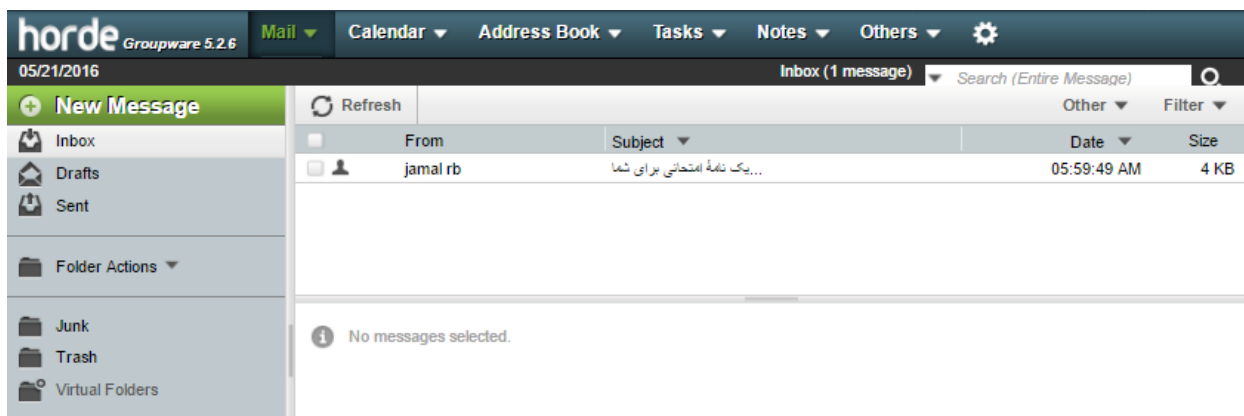 horde Groupware 5.2.6 Mail Calendar Address Book Tasks Notes Others
05/21/2016 Inbox (1 message) Search (Entire Message)
New Message Refresh Other Filter
Inbox From Subject Date Size
Drafts jamal rb یک نامهٔ امتحانی برای شما... 05:59:49 AM 4 KB
Sent
Folder Actions
Junk No messages selected.
Trash
Virtual Folders